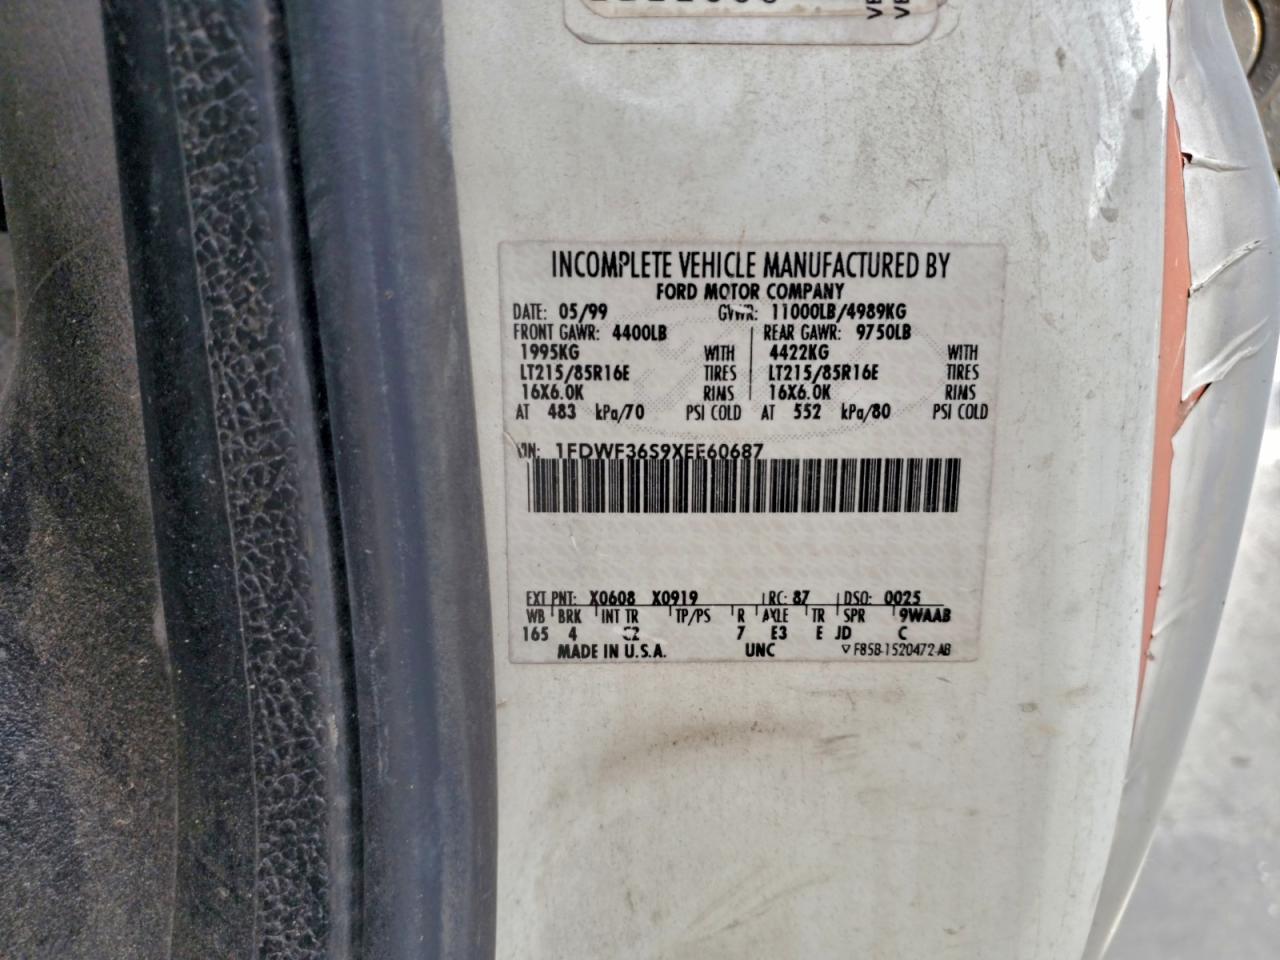 INCOMPLETE VEHICLE MANUFACTURED BY
FORD MOTOR COMPANY
DATE: 05/99 GVWR: 11000LB/4989KG
FRONT GAWR: 4400LB REAR GAWR: 9750LB
1995KG WITH 4422KG WITH
LT215/85R16E TIRES LT215/85R16E TIRES
16X6.0K RIMS 16X6.0K RIMS
AT 483 kPa/70 PSI COLD AT 552 kPa/80 PSI COLD
VIN: 1FDWF36S9XEE60687
EXT PNT: X0608 X0919 RC: 87 DSO: 0025
WB BRK INT TR TP/PS R AXLE TR SPR 9WAAB
165 4 C2 7 E3 E JD C
MADE IN U.S.A. UNC F85B-1520472-AB